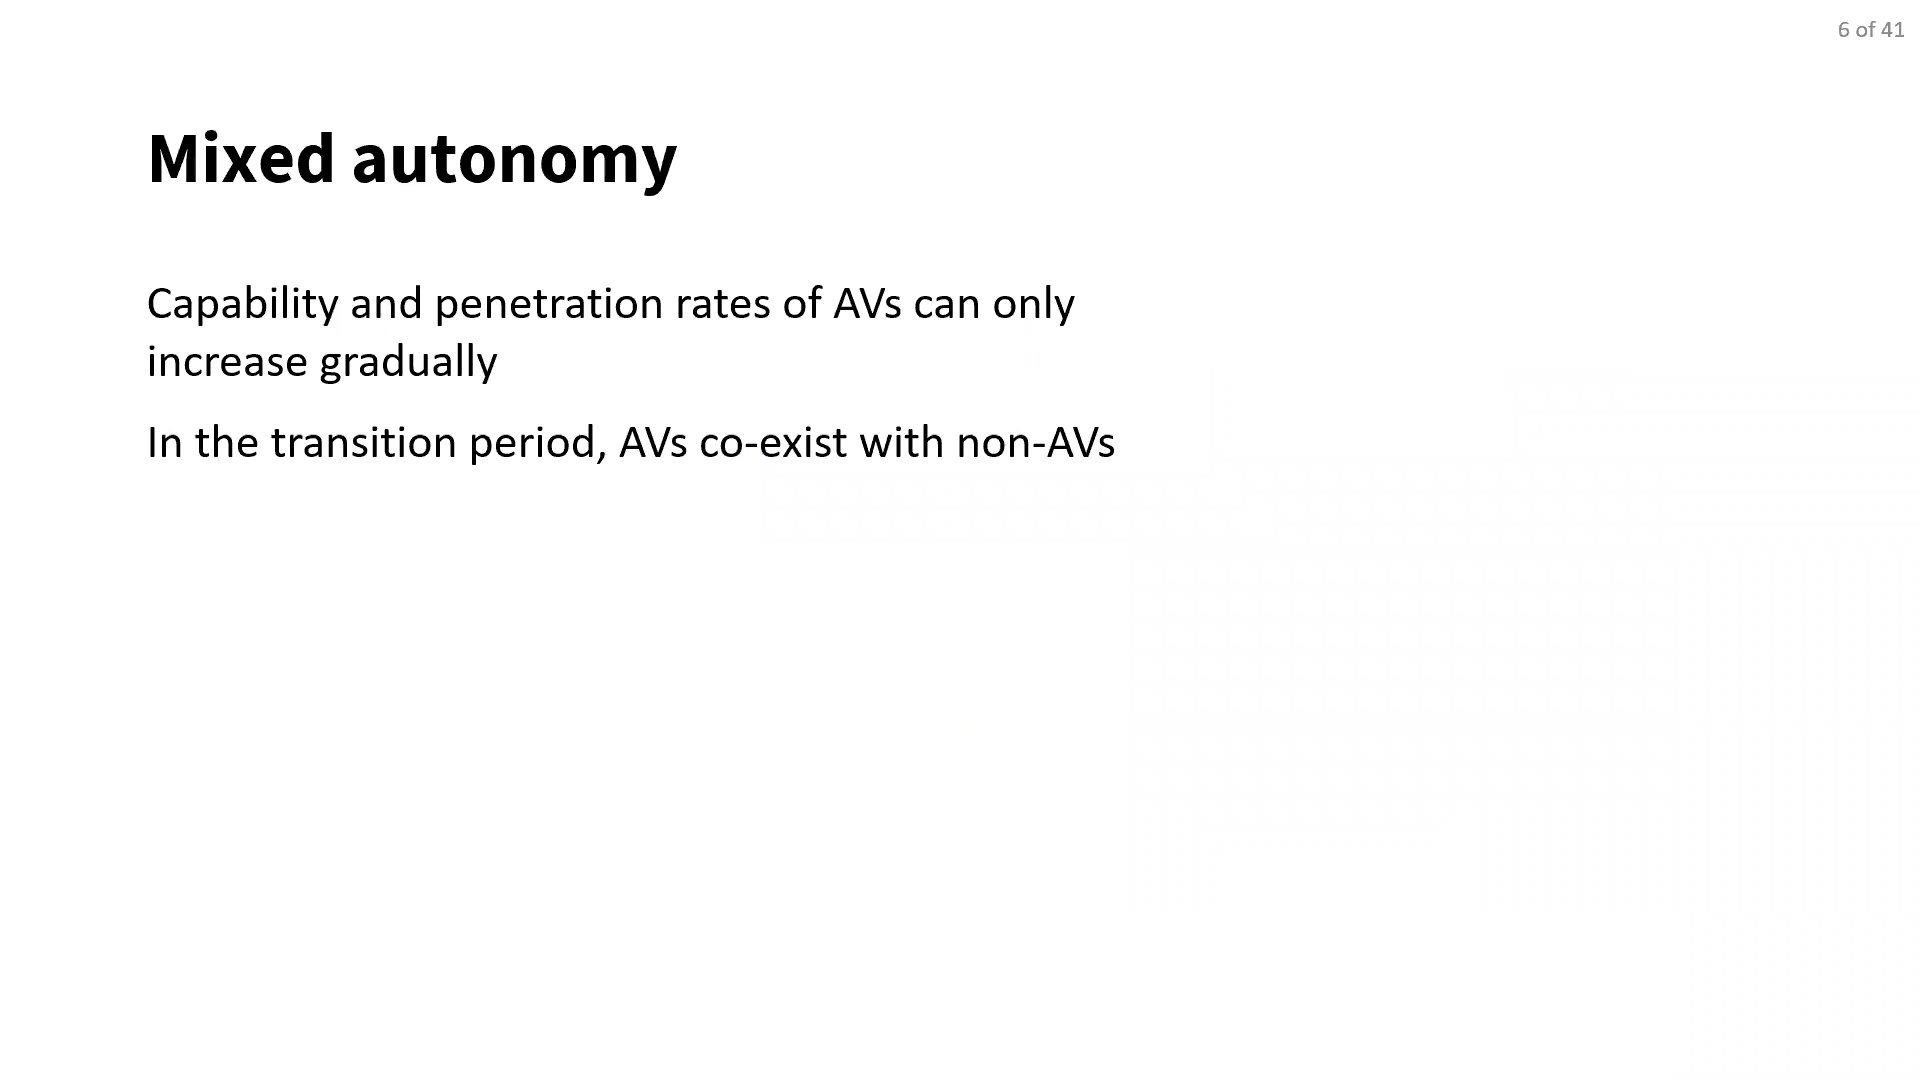 6 of 41
Mixed autonomy
Capability and penetration rates of AVs can only
increase gradually
In the transition period, AVs co-exist with non-AVs